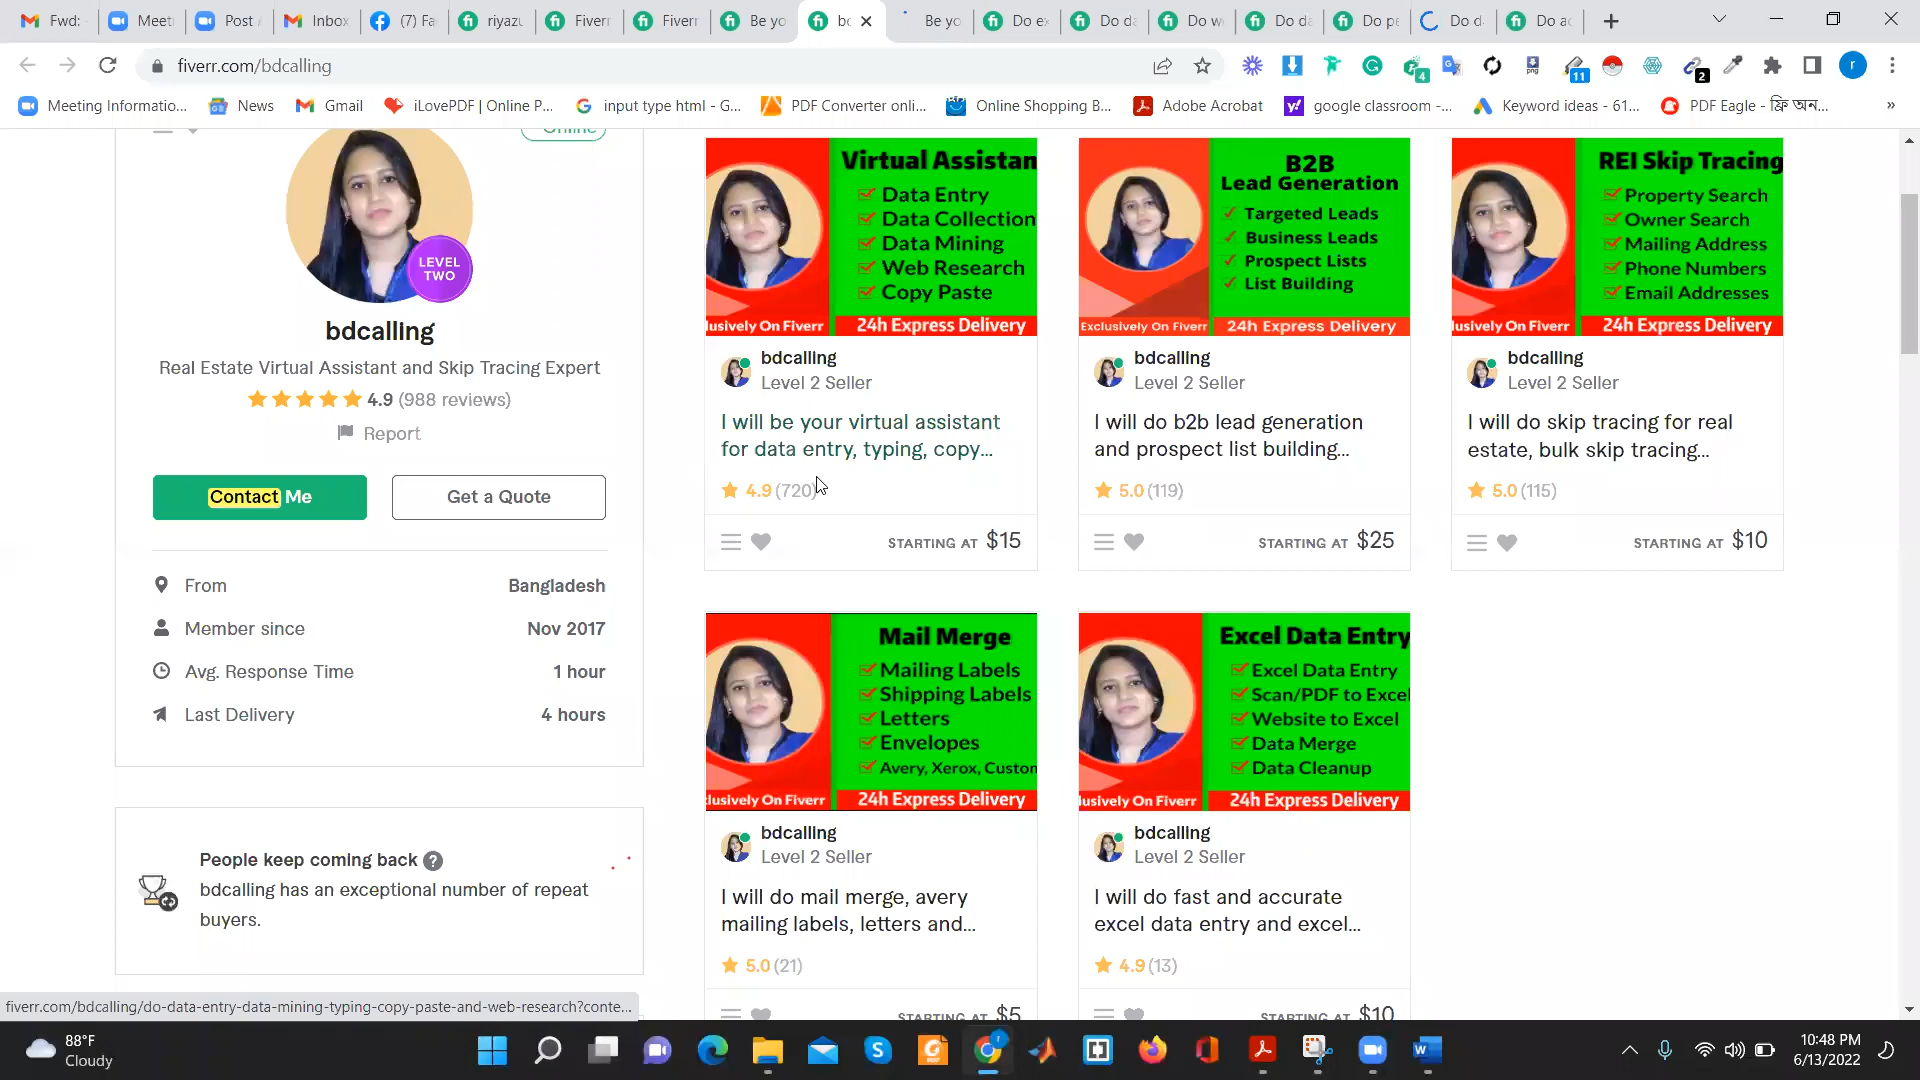 Fwd:
Meet
Post
Inbox
(7) Fa
riyazu
Fiverr
Fiverr
Be yo
bc
Be yo
Do ex
Do da
Do w
Do da
Do pe
Do d
Do ac
fiverr.com/bdcalling
4
11
2
r
Meeting Informatio...
News
Gmail
iLovePDF | Online P...
input type html - G...
PDF Converter onli...
Online Shopping B...
Adobe Acrobat
google classroom -...
Keyword ideas - 61...
PDF Eagle - ফ্রি অন...
»
Online
LEVEL
TWO
bdcalling
Real Estate Virtual Assistant and Skip Tracing Expert
4.9 (988 reviews)
Report
Contact Me
Get a Quote
From Bangladesh
Member since Nov 2017
Avg. Response Time 1 hour
Last Delivery 4 hours
People keep coming back ?
bdcalling has an exceptional number of repeat
buyers.
Virtual Assistan
Data Entry
Data Collection
Data Mining
Web Research
Copy Paste
lusively On Fiverr 24h Express Delivery
bdcalling
Level 2 Seller
I will be your virtual assistant
for data entry, typing, copy...
4.9 (720)
STARTING AT $15
B2B
Lead Generation
Targeted Leads
Business Leads
Prospect Lists
List Building
Exclusively On Fiverr 24h Express Delivery
bdcalling
Level 2 Seller
I will do b2b lead generation
and prospect list building...
5.0 (119)
STARTING AT $25
REI Skip Tracing
Property Search
Owner Search
Mailing Address
Phone Numbers
Email Addresses
lusively On Fiverr 24h Express Delivery
bdcalling
Level 2 Seller
I will do skip tracing for real
estate, bulk skip tracing...
5.0 (115)
STARTING AT $10
Mail Merge
Mailing Labels
Shipping Labels
Letters
Envelopes
Avery, Xerox, Custom
lusively On Fiverr 24h Express Delivery
bdcalling
Level 2 Seller
I will do mail merge, avery
mailing labels, letters and...
5.0 (21)
STARTING AT $5
Excel Data Entry
Excel Data Entry
Scan/PDF to Excel
Website to Excel
Data Merge
Data Cleanup
lusively On Fiverr 24h Express Delivery
bdcalling
Level 2 Seller
I will do fast and accurate
excel data entry and excel...
4.9 (13)
STARTING AT $10
fiverr.com/bdcalling/do-data-entry-data-mining-typing-copy-paste-and-web-research?conte...
88°F
Cloudy
10:48 PM
6/13/2022